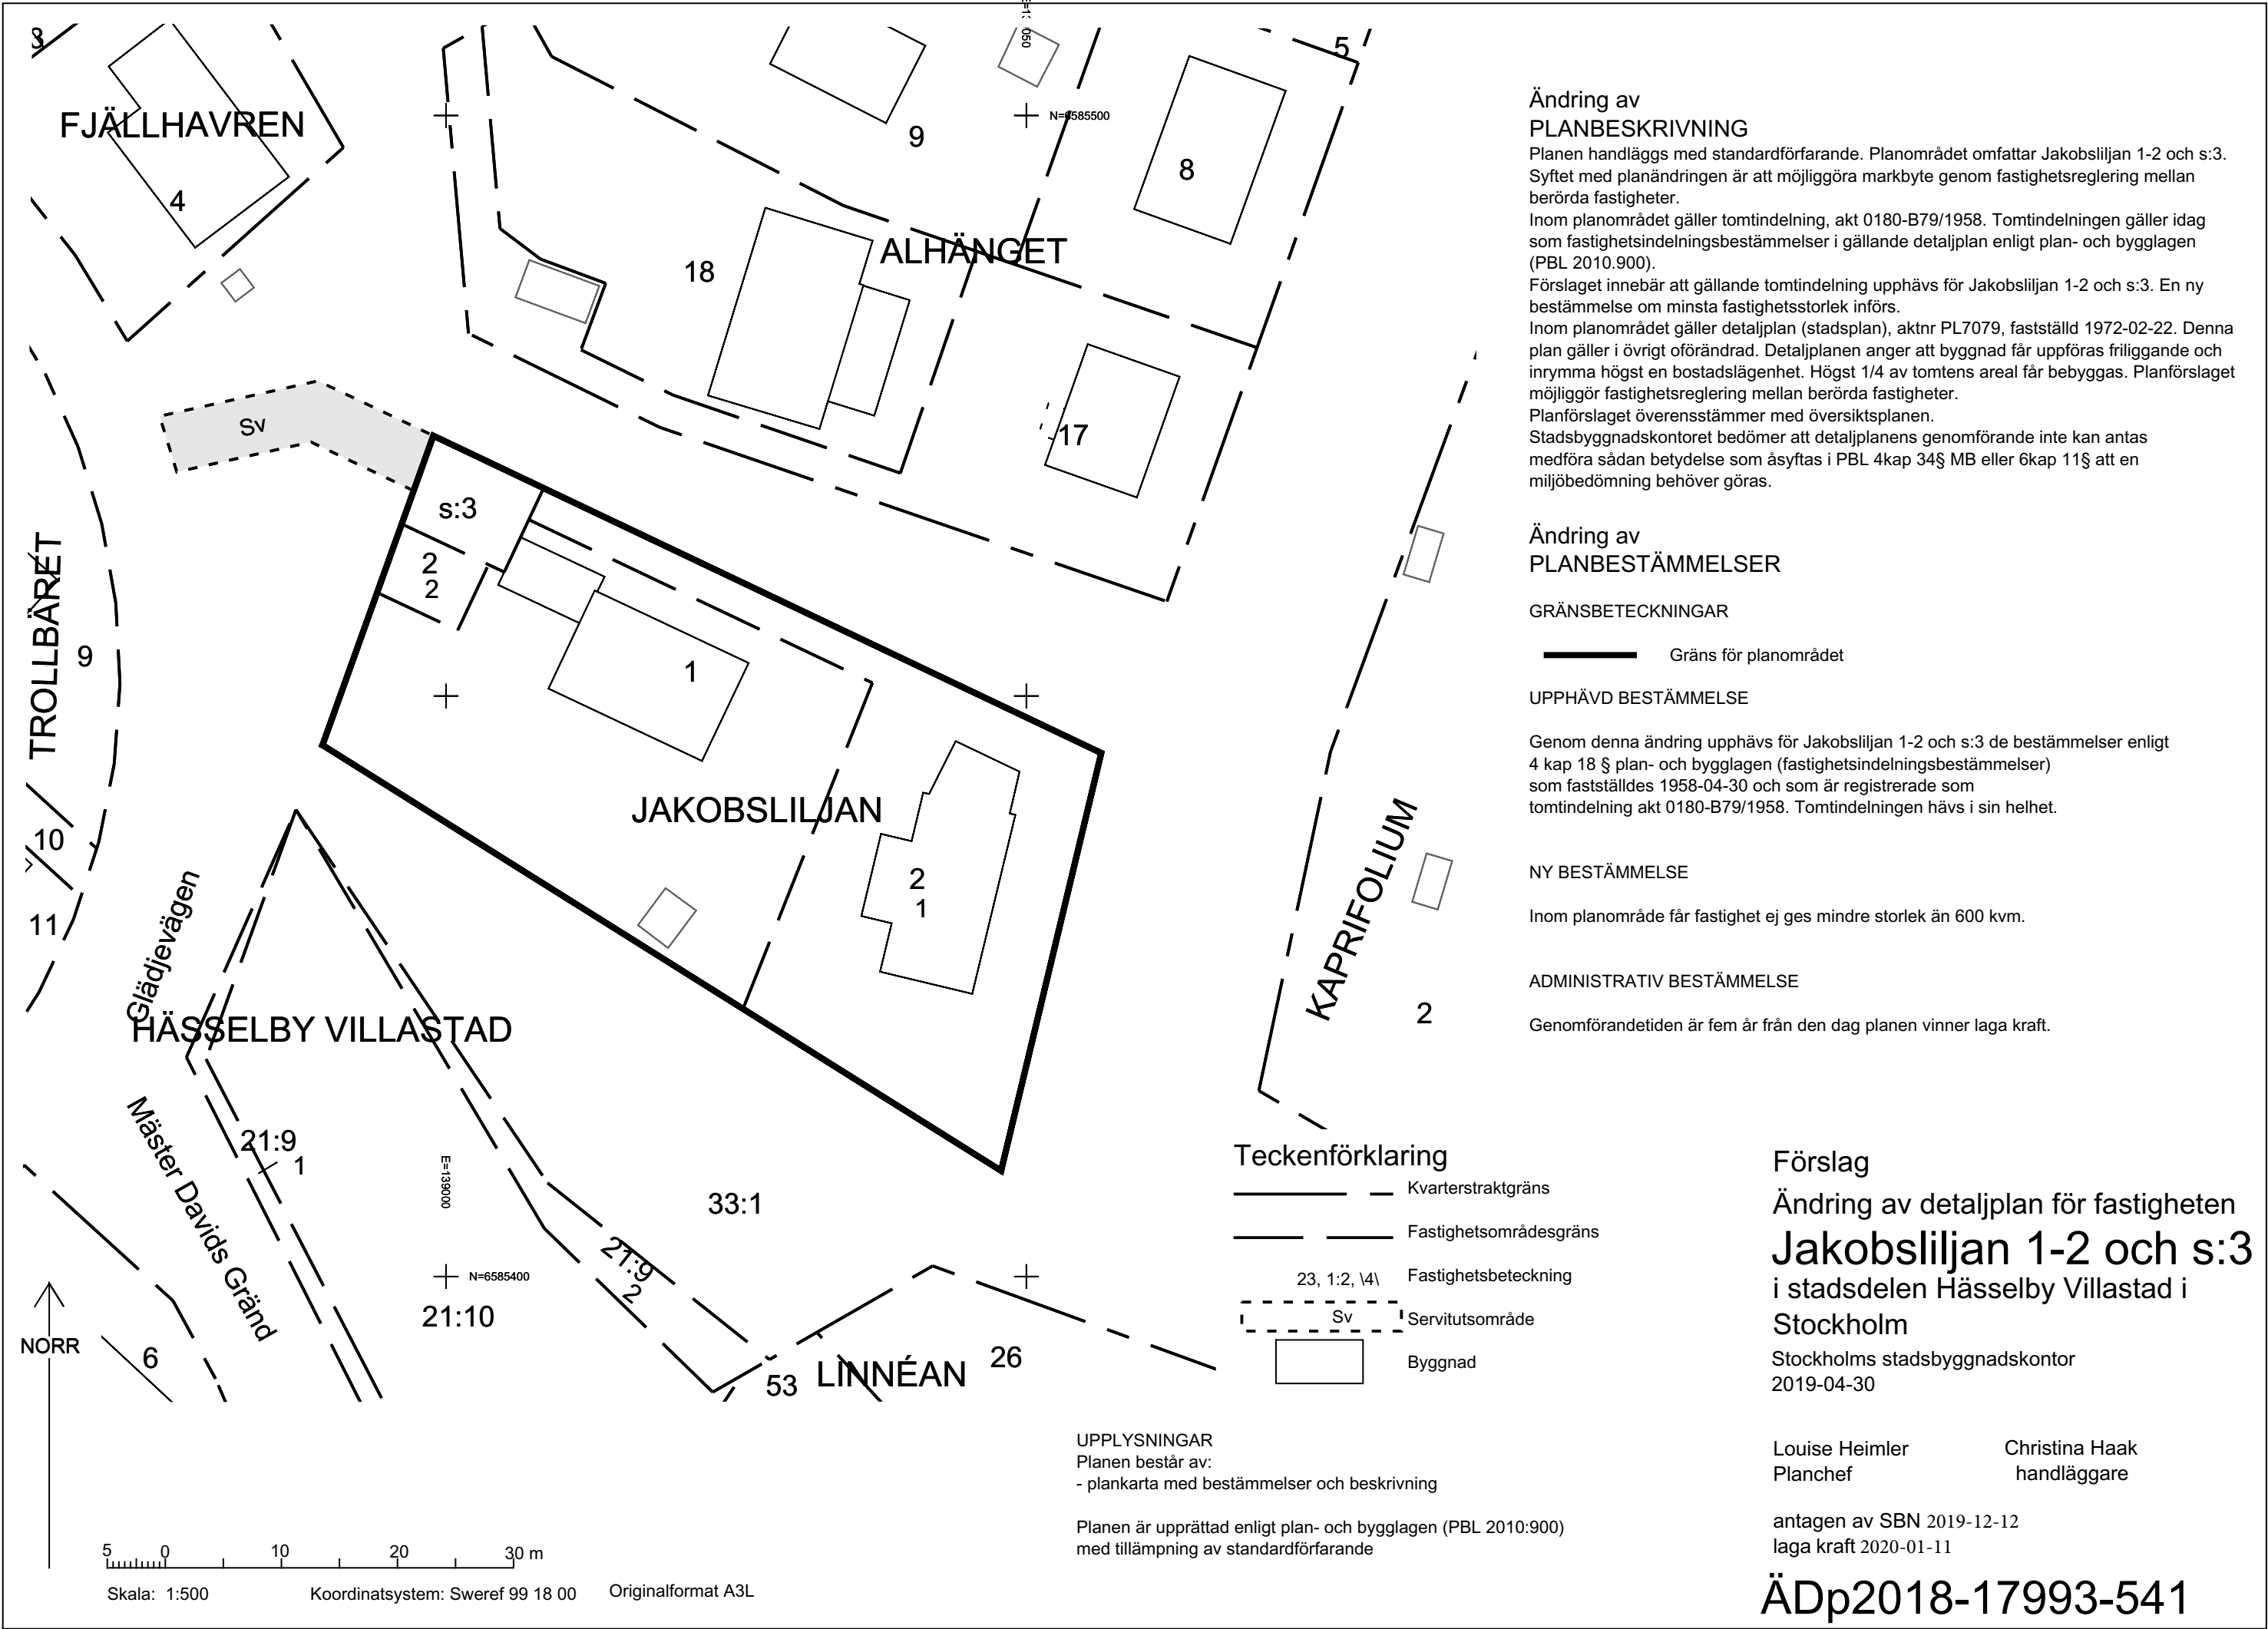 3
FJÄLLHAVREN
4
E=1
050
N=6585500
5
9
8
18
ALHÄNGET
17
Sv
s:3
2
2
1
TROLLBÄRET
9
10
11
JAKOBSLILJAN
2
1
KAPRIFOLIUM
2
Glädjevägen
HÄSSELBY VILLASTAD
Mäster Davids Gränd
21:9
1
E=139000
33:1
21:9
2
N=6585400
21:10
NORR
6
53
LINNÉAN
26
5 0 10 20 30 m
Skala: 1:500
Koordinatsystem: Sweref 99 18 00
Originalformat A3L
Ändring av
PLANBESKRIVNING
Planen handläggs med standardförfarande. Planområdet omfattar Jakobsliljan 1-2 och s:3.
Syftet med planändringen är att möjliggöra markbyte genom fastighetsreglering mellan
berörda fastigheter.
Inom planområdet gäller tomtindelning, akt 0180-B79/1958. Tomtindelningen gäller idag
som fastighetsindelningsbestämmelser i gällande detaljplan enligt plan- och bygglagen
(PBL 2010.900).
Förslaget innebär att gällande tomtindelning upphävs för Jakobsliljan 1-2 och s:3. En ny
bestämmelse om minsta fastighetsstorlek införs.
Inom planområdet gäller detaljplan (stadsplan), aktnr PL7079, fastställd 1972-02-22. Denna
plan gäller i övrigt oförändrad. Detaljplanen anger att byggnad får uppföras friliggande och
inrymma högst en bostadslägenhet. Högst 1/4 av tomtens areal får bebyggas. Planförslaget
möjliggör fastighetsreglering mellan berörda fastigheter.
Planförslaget överensstämmer med översiktsplanen.
Stadsbyggnadskontoret bedömer att detaljplanens genomförande inte kan antas
medföra sådan betydelse som åsyftas i PBL 4kap 34§ MB eller 6kap 11§ att en
miljöbedömning behöver göras.
Ändring av
PLANBESTÄMMELSER
GRÄNSBETECKNINGAR
Gräns för planområdet
UPPHÄVD BESTÄMMELSE
Genom denna ändring upphävs för Jakobsliljan 1-2 och s:3 de bestämmelser enligt
4 kap 18 § plan- och bygglagen (fastighetsindelningsbestämmelser)
som fastställdes 1958-04-30 och som är registrerade som
tomtindelning akt 0180-B79/1958. Tomtindelningen hävs i sin helhet.
NY BESTÄMMELSE
Inom planområde får fastighet ej ges mindre storlek än 600 kvm.
ADMINISTRATIV BESTÄMMELSE
Genomförandetiden är fem år från den dag planen vinner laga kraft.
Teckenförklaring
Kvarterstraktgräns
Fastighetsområdesgräns
23, 1:2, \4\ Fastighetsbeteckning
Sv Servitutsområde
Byggnad
UPPLYSNINGAR
Planen består av:
- plankarta med bestämmelser och beskrivning
Planen är upprättad enligt plan- och bygglagen (PBL 2010:900)
med tillämpning av standardförfarande
Förslag
Ändring av detaljplan för fastigheten
Jakobsliljan 1-2 och s:3
i stadsdelen Hässelby Villastad i
Stockholm
Stockholms stadsbyggnadskontor
2019-04-30
Louise Heimler Christina Haak
Planchef handläggare
antagen av SBN 2019-12-12
laga kraft 2020-01-11
ÄDp2018-17993-541